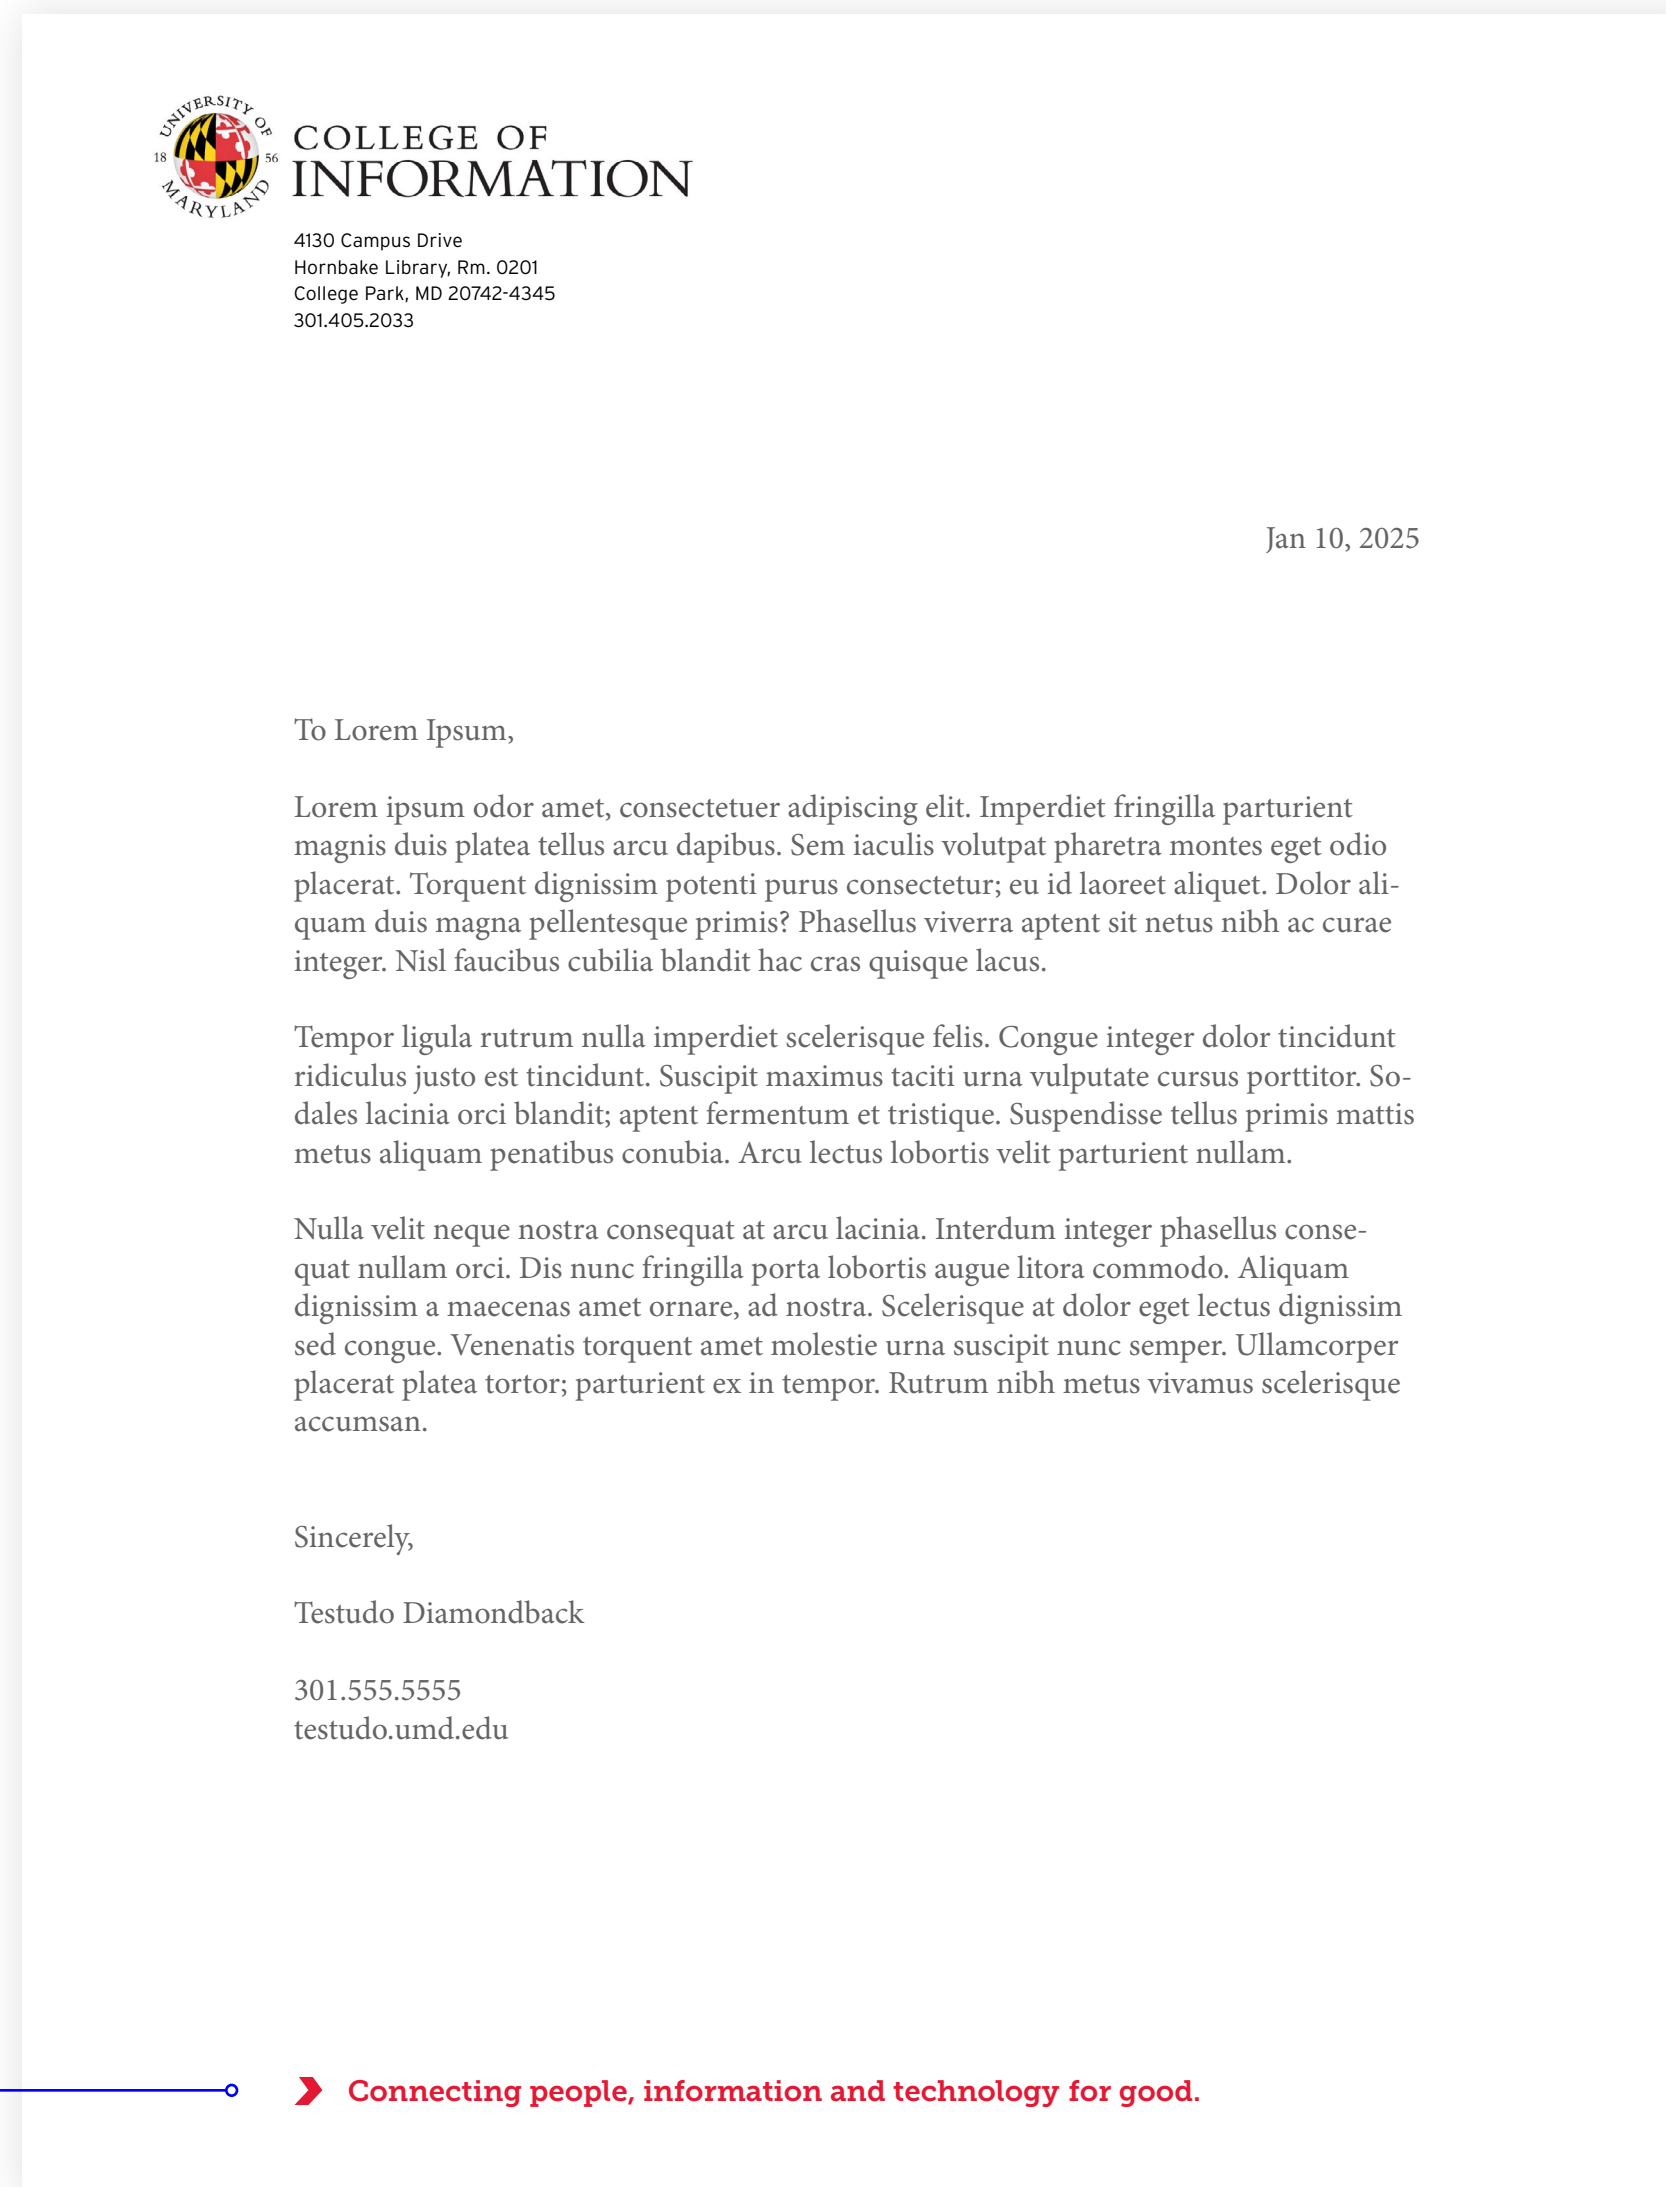 UNIVERSITY OF
18 56
MARYLAND
COLLEGE OF
INFORMATION
4130 Campus Drive
Hornbake Library, Rm. 0201
College Park, MD 20742-4345
301.405.2033
Jan 10, 2025
To Lorem Ipsum,
Lorem ipsum odor amet, consectetuer adipiscing elit. Imperdiet fringilla parturient
magnis duis platea tellus arcu dapibus. Sem iaculis volutpat pharetra montes eget odio
placerat. Torquent dignissim potenti purus consectetur; eu id laoreet aliquet. Dolor ali-
quam duis magna pellentesque primis? Phasellus viverra aptent sit netus nibh ac curae
integer. Nisl faucibus cubilia blandit hac cras quisque lacus.
Tempor ligula rutrum nulla imperdiet scelerisque felis. Congue integer dolor tincidunt
ridiculus justo est tincidunt. Suscipit maximus taciti urna vulputate cursus porttitor. So-
dales lacinia orci blandit; aptent fermentum et tristique. Suspendisse tellus primis mattis
metus aliquam penatibus conubia. Arcu lectus lobortis velit parturient nullam.
Nulla velit neque nostra consequat at arcu lacinia. Interdum integer phasellus conse-
quat nullam orci. Dis nunc fringilla porta lobortis augue litora commodo. Aliquam
dignissim a maecenas amet ornare, ad nostra. Scelerisque at dolor eget lectus dignissim
sed congue. Venenatis torquent amet molestie urna suscipit nunc semper. Ullamcorper
placerat platea tortor; parturient ex in tempor. Rutrum nibh metus vivamus scelerisque
accumsan.
Sincerely,
Testudo Diamondback
301.555.5555
testudo.umd.edu
Connecting people, information and technology for good.